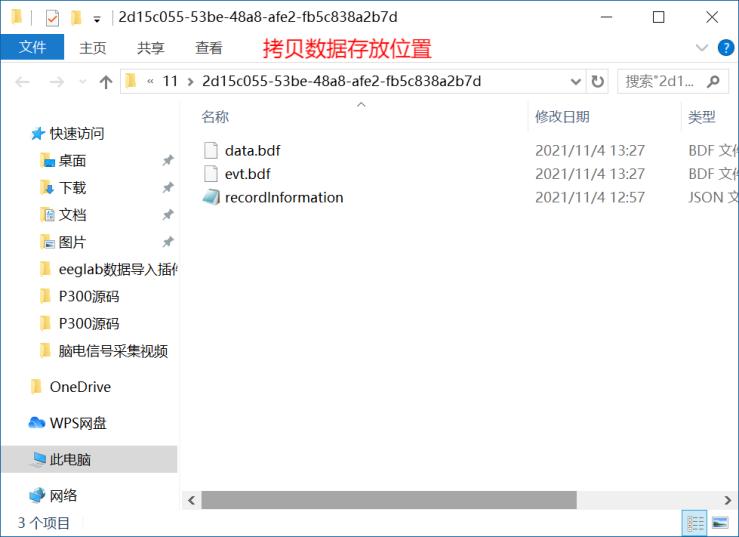 2d15c055-53be-48a8-afe2-fb5c838a2b7d
文件 主页 共享 查看 拷贝数据存放位置
« 11 › 2d15c055-53be-48a8-afe2-fb5c838a2b7d 搜索"2d1...
名称 修改日期 类型
快速访问
桌面
下载
文档
图片
eeglab数据导入插件
P300源码
P300源码
脑电信号采集视频
OneDrive
WPS网盘
此电脑
网络
data.bdf 2021/11/4 13:27 BDF 文件
evt.bdf 2021/11/4 13:27 BDF 文件
recordInformation 2021/11/4 12:57 JSON 文
3 个项目